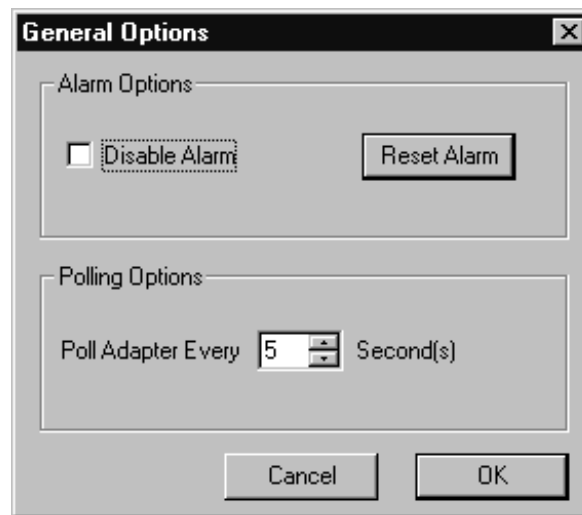 General Options
Alarm Options
Disable Alarm Reset Alarm
Polling Options
Poll Adapter Every 5 Second(s)
Cancel OK